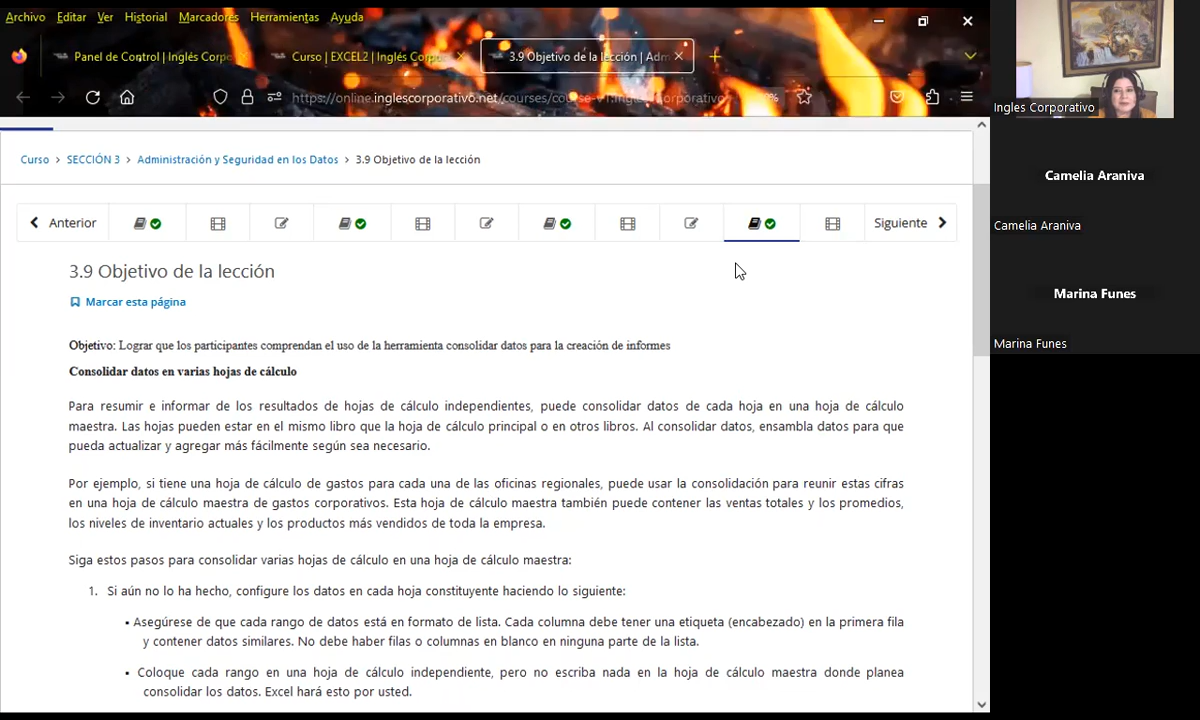 Archivo Editar Ver Historial Marcadores Herramientas Ayuda
Panel de Control | Inglés Corpo
Curso | EXCEL2 | Inglés Corpo
3.9 Objetivo de la lección | Adm
https://online.inglescorporativo.net/courses/course-v1:
Curso > SECCIÓN 3 > Administración y Seguridad en los Datos > 3.9 Objetivo de la lección
Anterior
Siguiente
3.9 Objetivo de la lección
Marcar esta página
Objetivo: Lograr que los participantes comprendan el uso de la herramienta consolidar datos para la creación de informes
Consolidar datos en varias hojas de cálculo
Para resumir e informar de los resultados de hojas de cálculo independientes, puede consolidar datos de cada hoja en una hoja de cálculo
maestra. Las hojas pueden estar en el mismo libro que la hoja de cálculo principal o en otros libros. Al consolidar datos, ensambla datos para que
pueda actualizar y agregar más fácilmente según sea necesario.
Por ejemplo, si tiene una hoja de cálculo de gastos para cada una de las oficinas regionales, puede usar la consolidación para reunir estas cifras
en una hoja de cálculo maestra de gastos corporativos. Esta hoja de cálculo maestra también puede contener las ventas totales y los promedios,
los niveles de inventario actuales y los productos más vendidos de toda la empresa.
Siga estos pasos para consolidar varias hojas de cálculo en una hoja de cálculo maestra:
1. Si aún no lo ha hecho, configure los datos en cada hoja constituyente haciendo lo siguiente:
▪ Asegúrese de que cada rango de datos está en formato de lista. Cada columna debe tener una etiqueta (encabezado) en la primera fila
y contener datos similares. No debe haber filas o columnas en blanco en ninguna parte de la lista.
▪ Coloque cada rango en una hoja de cálculo independiente, pero no escriba nada en la hoja de cálculo maestra donde planea
consolidar los datos. Excel hará esto por usted.
Ingles Corporativo
Camelia Araniva
Camelia Araniva
Marina Funes
Marina Funes